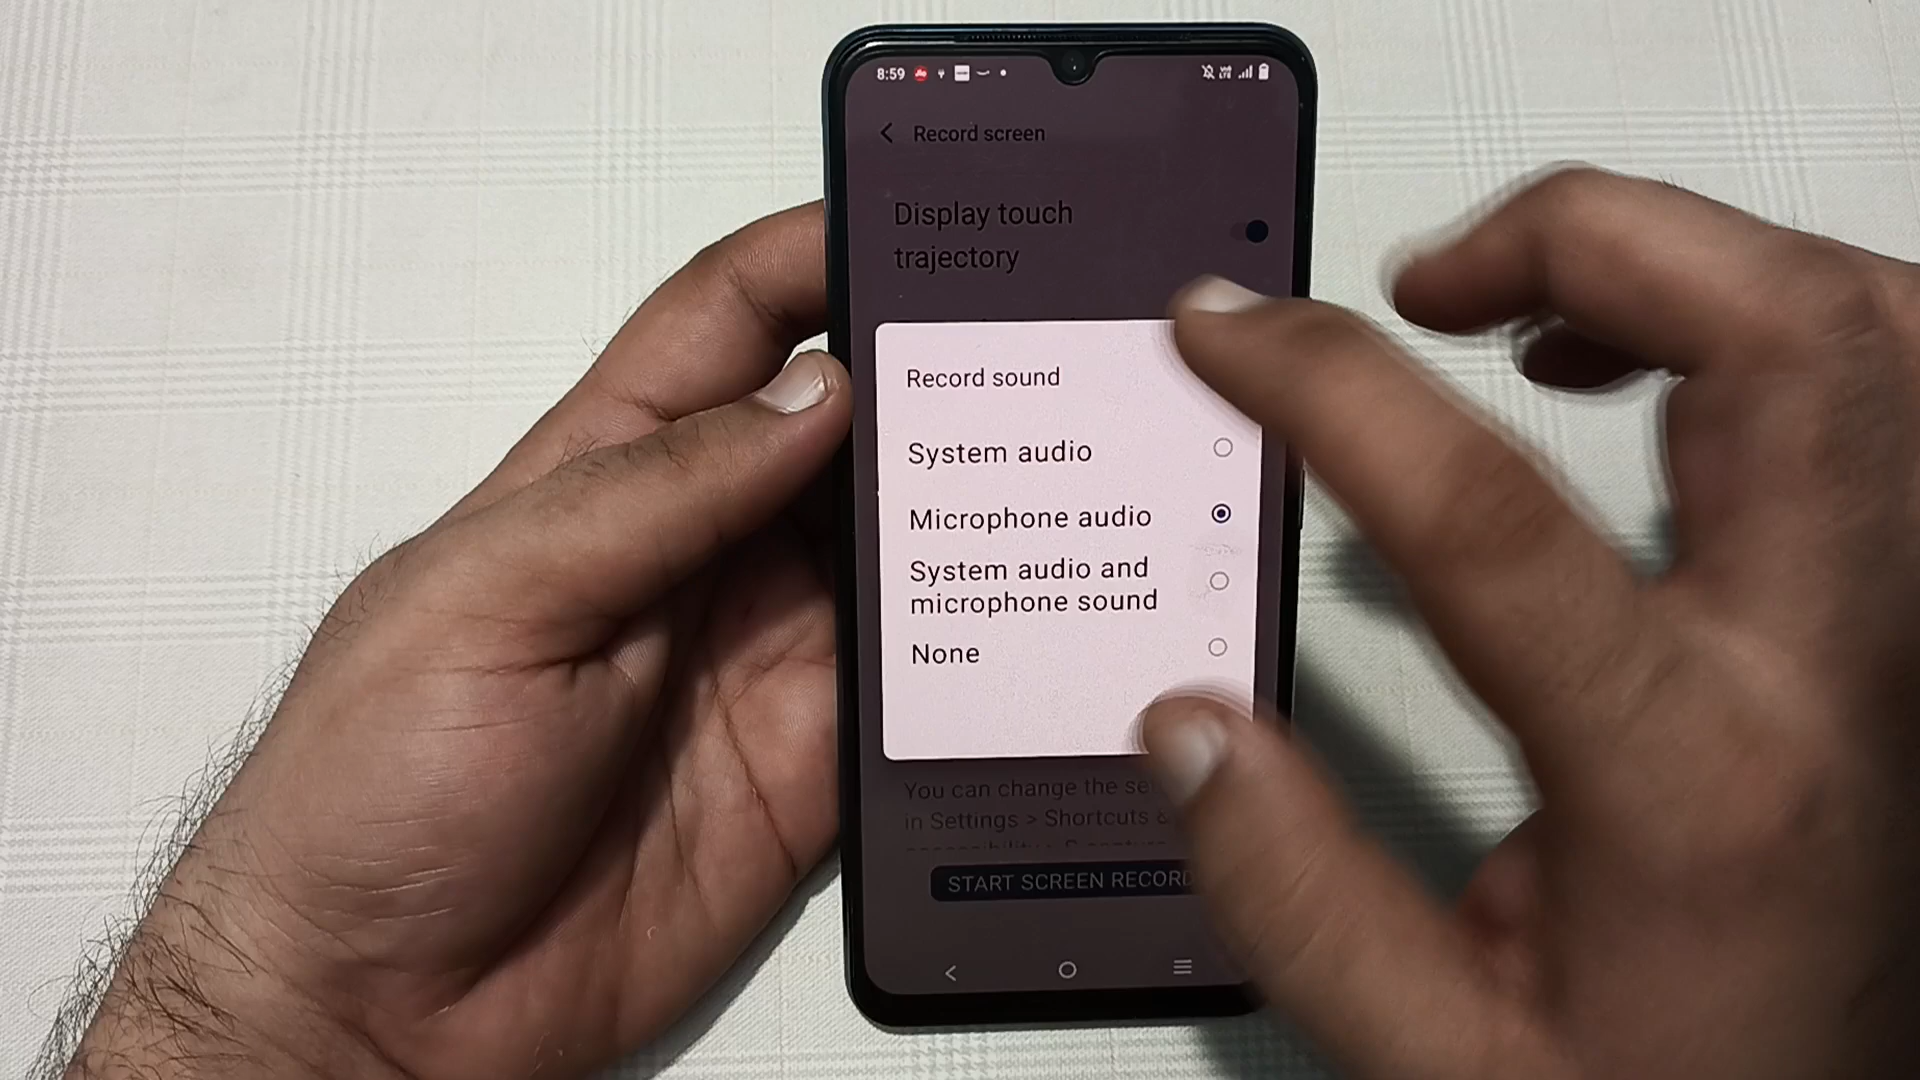 8:59
Record screen
Display touch
trajectory
Record sound
System audio
Microphone audio
System audio and
microphone sound
None
You can change the
in Settings > Shortcuts &
START SCREEN RECORD